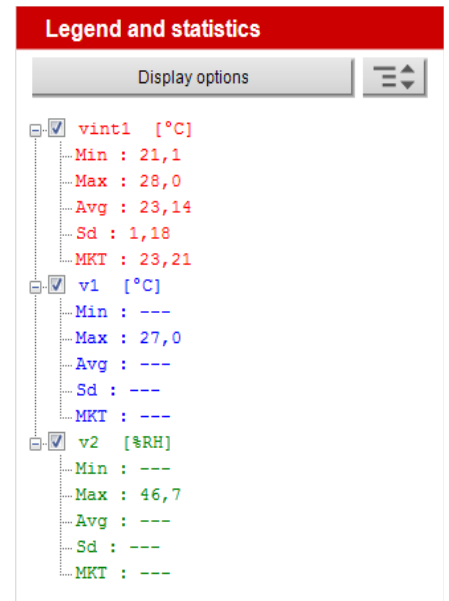 Legend and statistics
Display options
vint1 [°C]
Min : 21,1
Max : 28,0
Avg : 23,14
Sd : 1,18
MKT : 23,21
v1 [°C]
Min : ---
Max : 27,0
Avg : ---
Sd : ---
MKT : ---
v2 [%RH]
Min : ---
Max : 46,7
Avg : ---
Sd : ---
MKT : ---